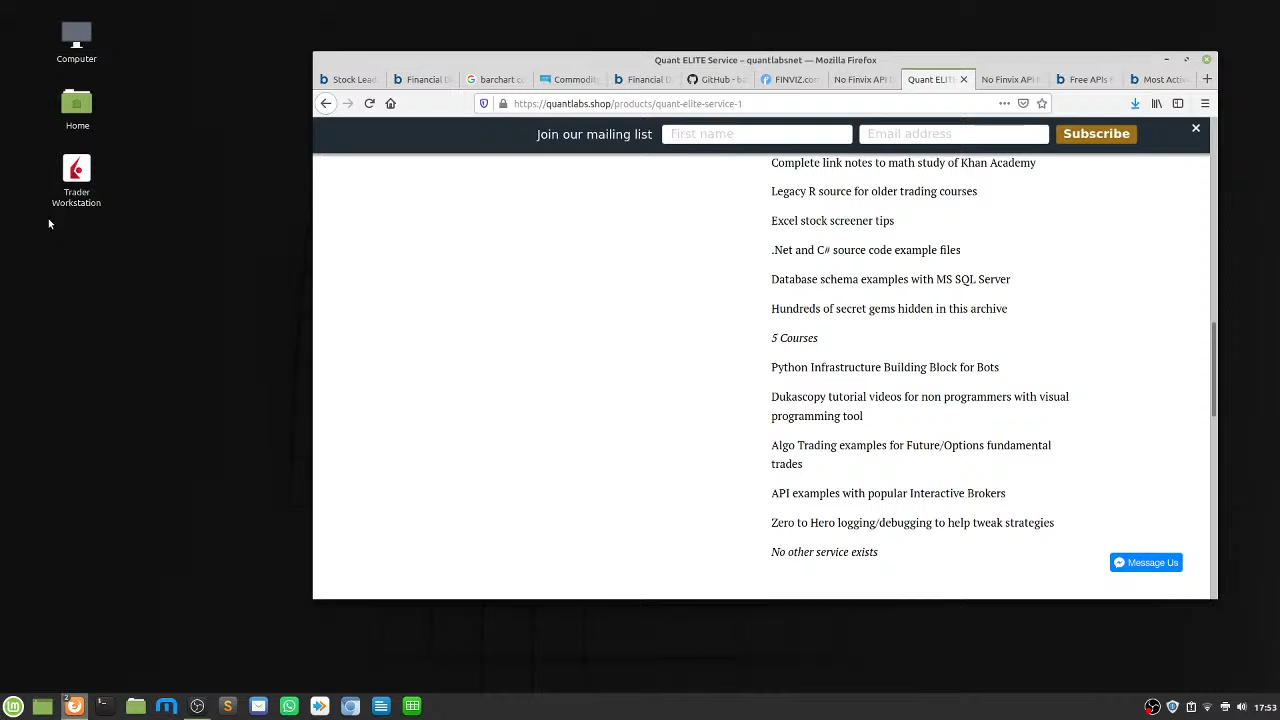 Computer
Home
Trader
Workstation
Quant ELITE Service – quantlabsnet — Mozilla Firefox
Stock Lead
Financial D
barchart co
Commodity
Financial D
GitHub - ba
FINVIZ.com
No Finvix API D
Quant ELIT
No Finvix API
Free APIs
Most Activ
https://quantlabs.shop/products/quant-elite-service-1
Join our mailing list
First name
Email address
Subscribe
Complete link notes to math study of Khan Academy
Legacy R source for older trading courses
Excel stock screener tips
.Net and C# source code example files
Database schema examples with MS SQL Server
Hundreds of secret gems hidden in this archive
5 Courses
Python Infrastructure Building Block for Bots
Dukascopy tutorial videos for non programmers with visual
programming tool
Algo Trading examples for Future/Options fundamental
trades
API examples with popular Interactive Brokers
Zero to Hero logging/debugging to help tweak strategies
No other service exists
Message Us
17:53